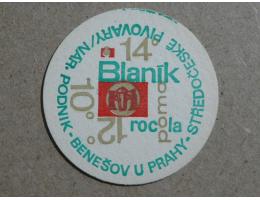 STŘEDOČESKÉ PIVOVARY/NÁR. PODNIK - BENEŠOV U PRAHY -
14°
Blaník
10°
12°
rocola
pomo